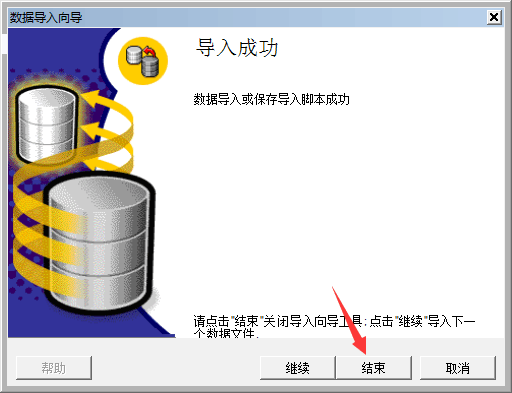 数据导入向导
导入成功
数据导入或保存导入脚本成功
请点击"结束"关闭导入向导工具; 点击"继续"导入下一
个数据文件.
帮助
继续
结束
取消